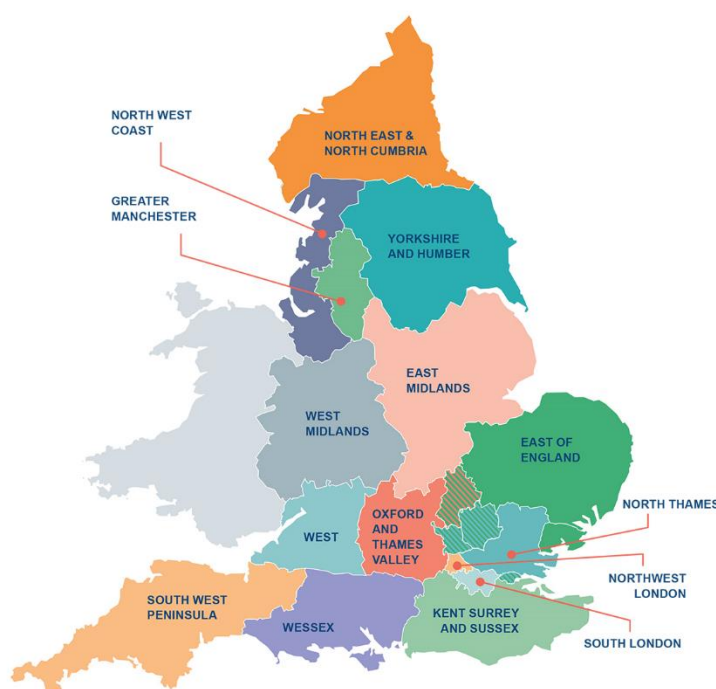 NORTH WEST
COAST
NORTH EAST &
NORTH CUMBRIA
GREATER
MANCHESTER
YORKSHIRE
AND HUMBER
EAST
MIDLANDS
WEST
MIDLANDS
EAST OF
ENGLAND
NORTH THAMES
OXFORD
AND
THAMES
VALLEY
WEST
NORTHWEST
LONDON
SOUTH WEST
PENINSULA
WESSEX
KENT SURREY
AND SUSSEX
SOUTH LONDON